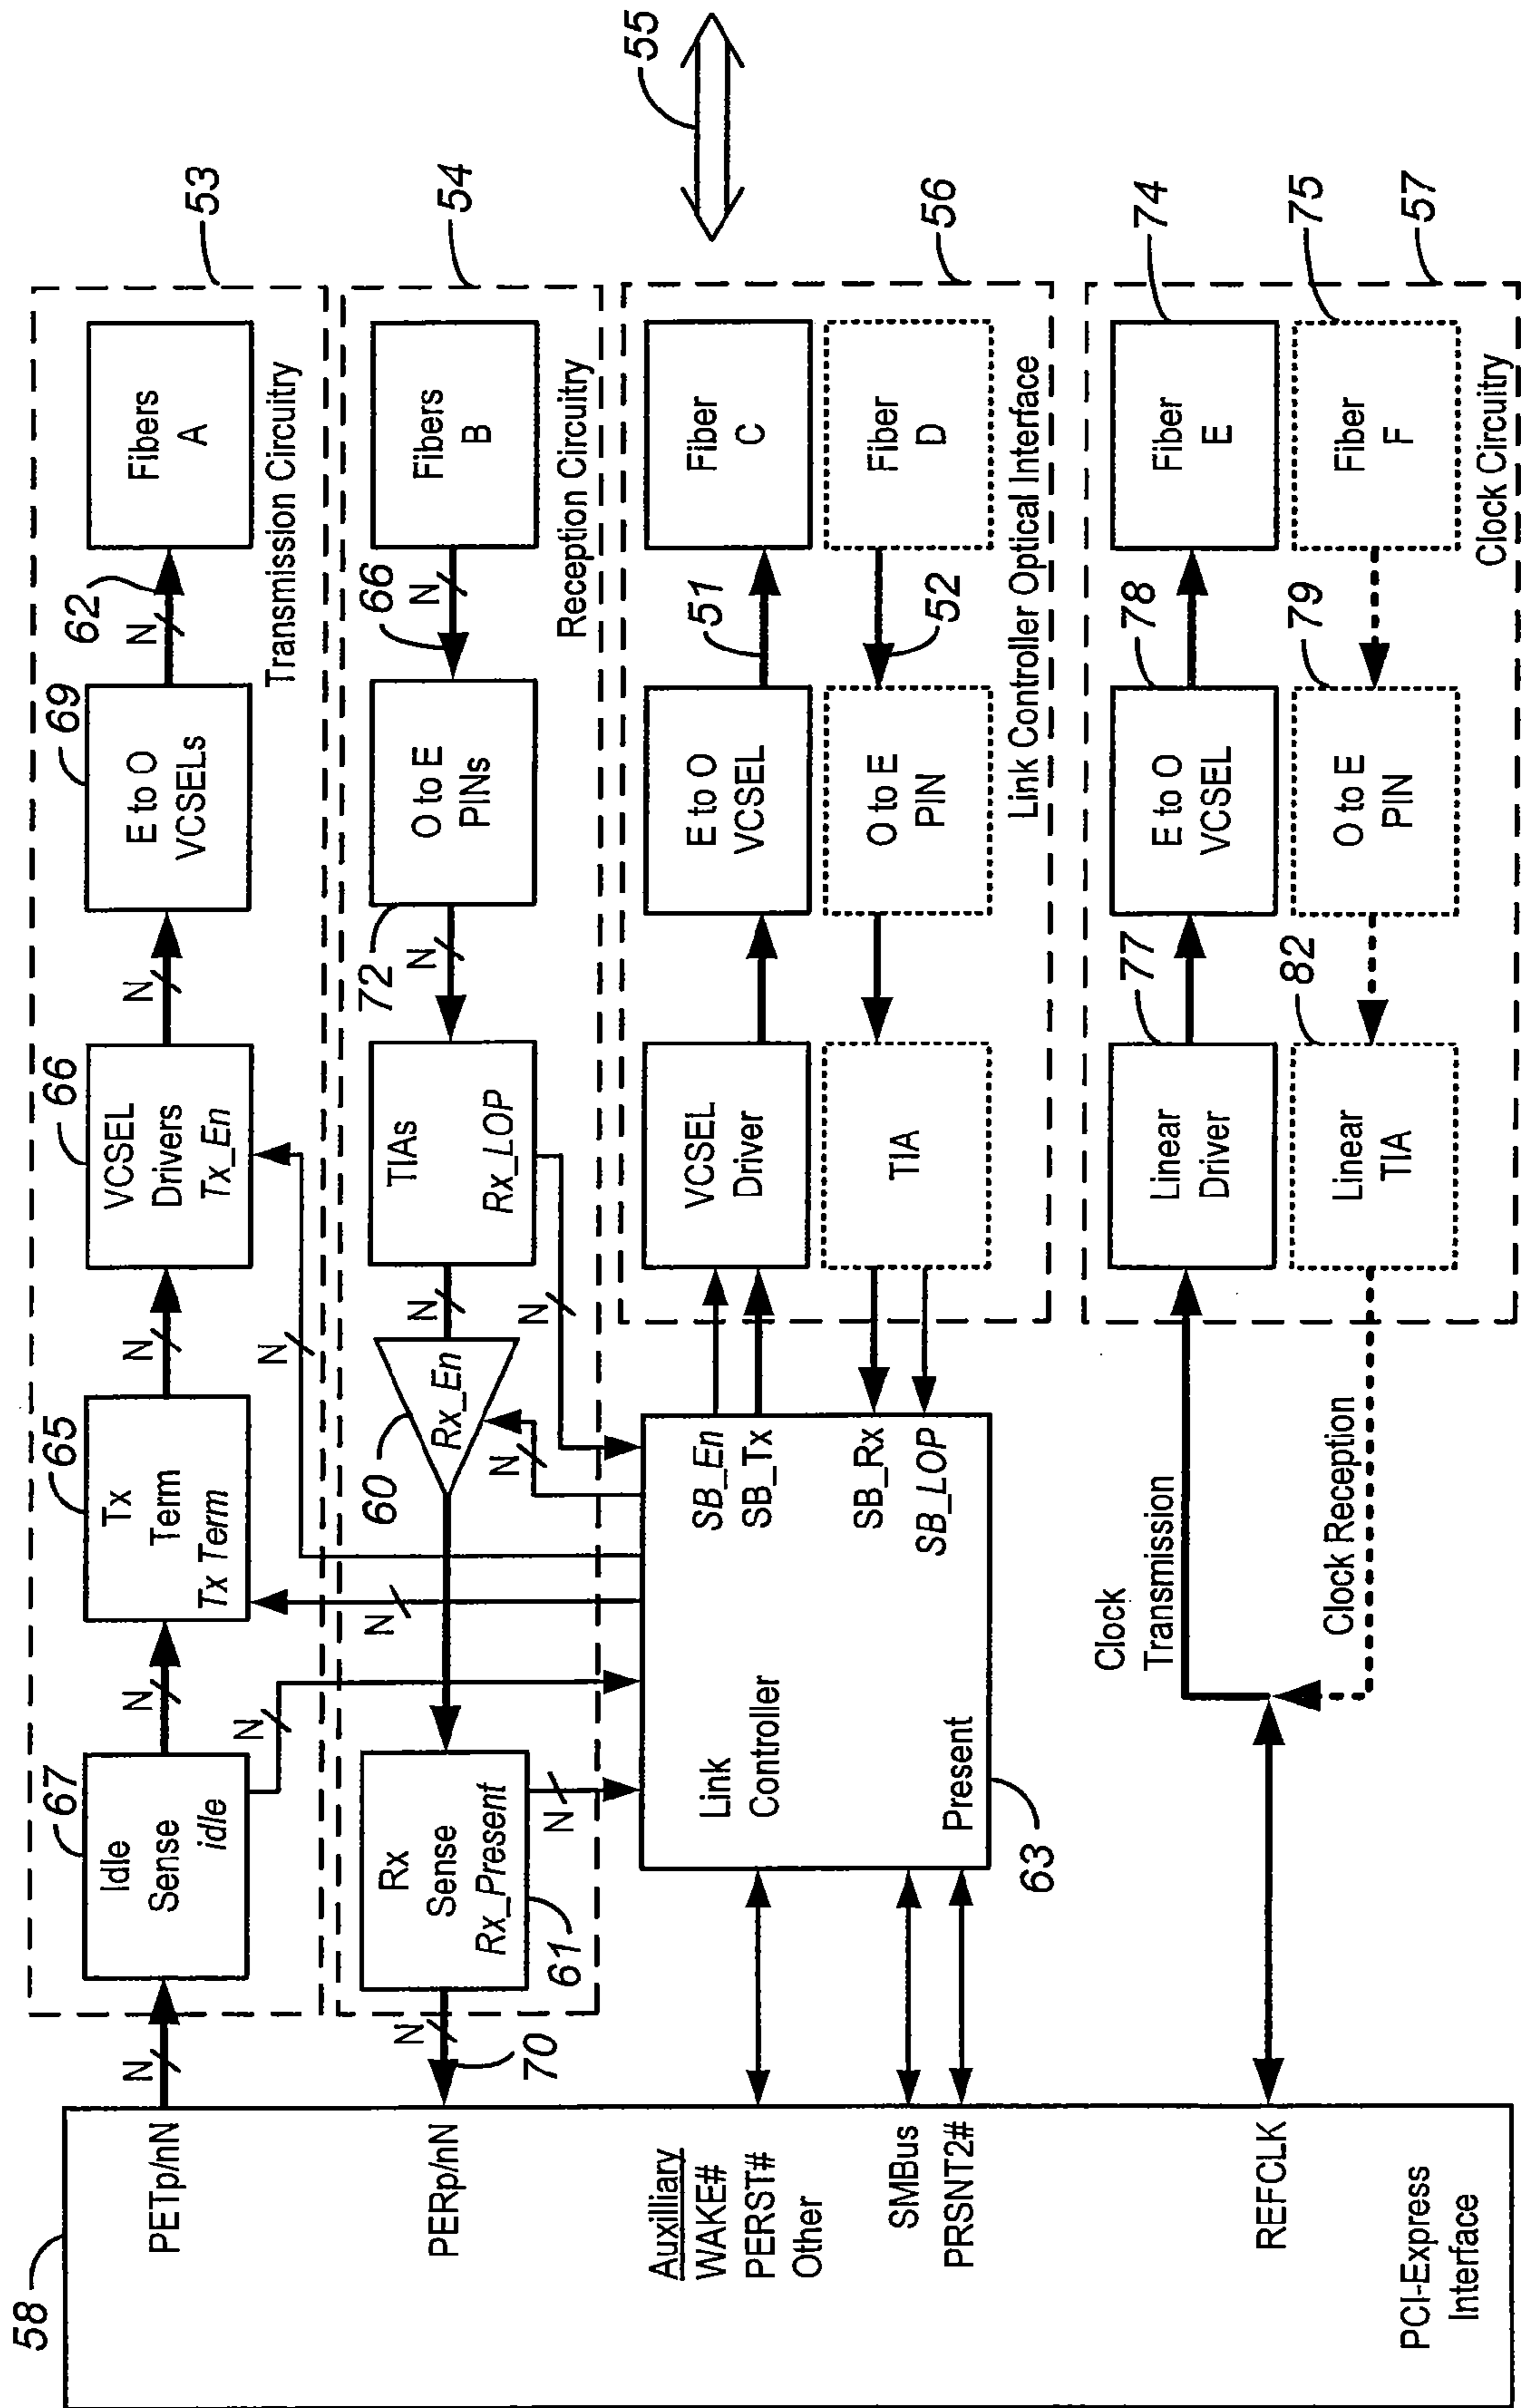 58
PETp/nN
PERp/nN
Auxilliary
WAKE#
PERST#
Other
SMBus
PRSNT2#
REFCLK
PCI-Express
Interface
N
67
Idle
Sense
idle
N
N
65
Tx
Term
Tx Term
N
66
VCSEL
Drivers
Tx_En
N
69
E to O
VCSELs
62
N
Fibers
A
Transmission Circuitry
53
N
70
Rx
Sense
Rx_Present
61
N
N
N
60
Rx_En
N
N
N
TIAs
Rx_LOP
72
N
O to E
PINs
66
N
Fibers
B
Reception Circuitry
54
55
Link
Controller
Present
63
SB_En
SB_Tx
SB_Rx
SB_LOP
VCSEL
Driver
TIA
E to O
VCSEL
O to E
PIN
51
52
Fiber
C
Fiber
D
Link Controller Optical Interface
56
Clock
Transmission
Clock Reception
77
Linear
Driver
82
Linear
TIA
78
E to O
VCSEL
79
O to E
PIN
74
Fiber
E
75
Fiber
F
Clock Circuitry
57